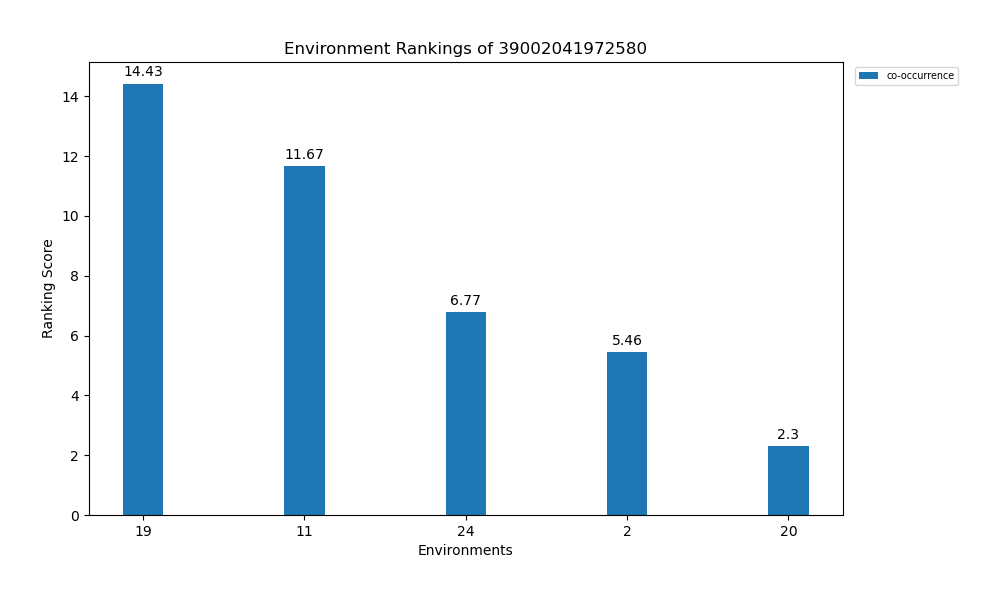 Environment Rankings of 39002041972580
co-occurrence
14.43
11.67
6.77
5.46
2.3
Ranking Score
14
12
10
8
6
4
2
0
19 11 24 2 20
Environments